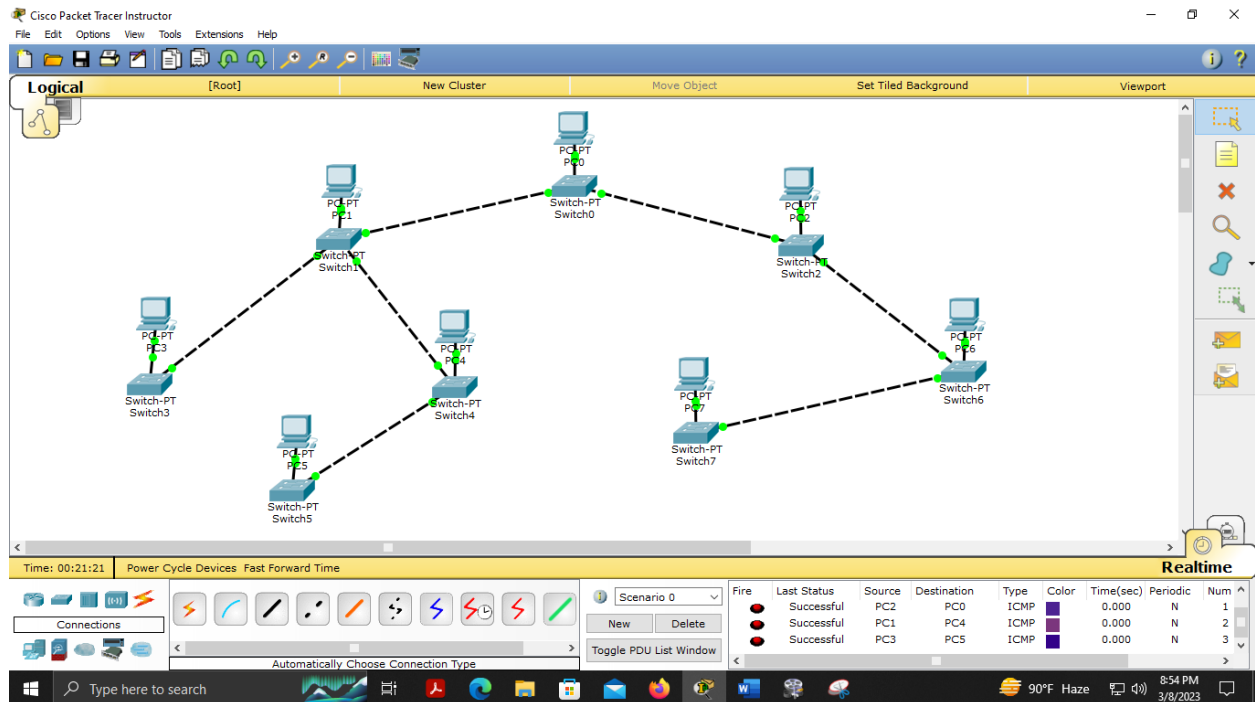 Cisco Packet Tracer Instructor
File Edit Options View Tools Extensions Help
Logical [Root] New Cluster Move Object Set Tiled Background Viewport
PC-PT
PC0
Switch-PT
Switch0
PC-PT
PC1
Switch-PT
Switch1
PC-PT
PC2
Switch-PT
Switch2
PC-PT
PC3
Switch-PT
Switch3
PC-PT
PC4
Switch-PT
Switch4
PC-PT
PC6
Switch-PT
Switch6
PC-PT
PC7
Switch-PT
Switch7
PC-PT
PC5
Switch-PT
Switch5
Time: 00:21:21 Power Cycle Devices Fast Forward Time Realtime
Connections
Automatically Choose Connection Type
Scenario 0
New Delete
Toggle PDU List Window
Fire Last Status Source Destination Type Color Time(sec) Periodic Num
Successful PC2 PC0 ICMP 0.000 N 1
Successful PC1 PC4 ICMP 0.000 N 2
Successful PC3 PC5 ICMP 0.000 N 3
Type here to search
90°F Haze
8:54 PM
3/8/2023